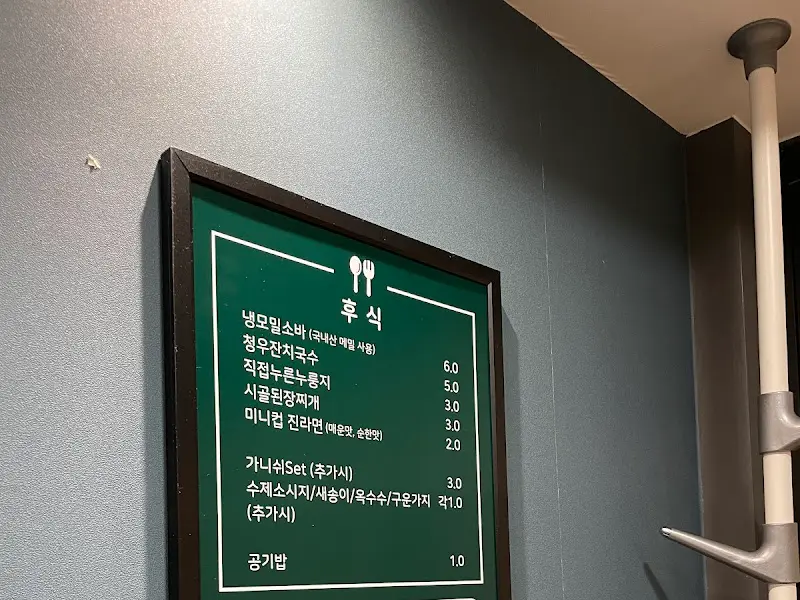 후 식
냉모밀소바 (국내산 메밀 사용) 6.0
청우잔치국수 5.0
직접누른누룽지 3.0
시골된장찌개 3.0
미니컵 진라면 (매운맛, 순한맛) 2.0
가니쉬Set (추가시) 3.0
수제소시지/새송이/옥수수/구운가지 각1.0
(추가시)
공기밥 1.0